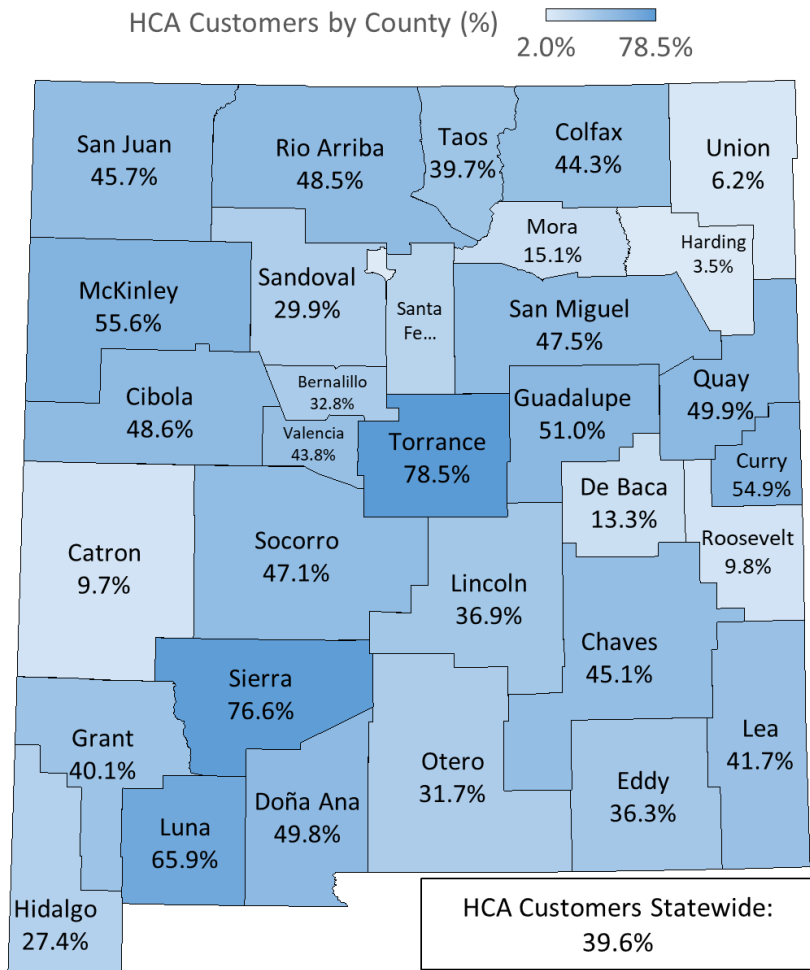 HCA Customers by County (%)
2.0% 78.5%
San Juan
45.7%
Rio Arriba
48.5%
Taos
39.7%
Colfax
44.3%
Union
6.2%
Mora
15.1%
Harding
3.5%
McKinley
55.6%
Sandoval
29.9%
Santa
Fe...
San Miguel
47.5%
Cibola
48.6%
Bernalillo
32.8%
Valencia
43.8%
Torrance
78.5%
Guadalupe
51.0%
Quay
49.9%
Curry
54.9%
De Baca
13.3%
Roosevelt
9.8%
Catron
9.7%
Socorro
47.1%
Lincoln
36.9%
Chaves
45.1%
Sierra
76.6%
Grant
40.1%
Luna
65.9%
Doña Ana
49.8%
Otero
31.7%
Eddy
36.3%
Lea
41.7%
Hidalgo
27.4%
HCA Customers Statewide:
39.6%